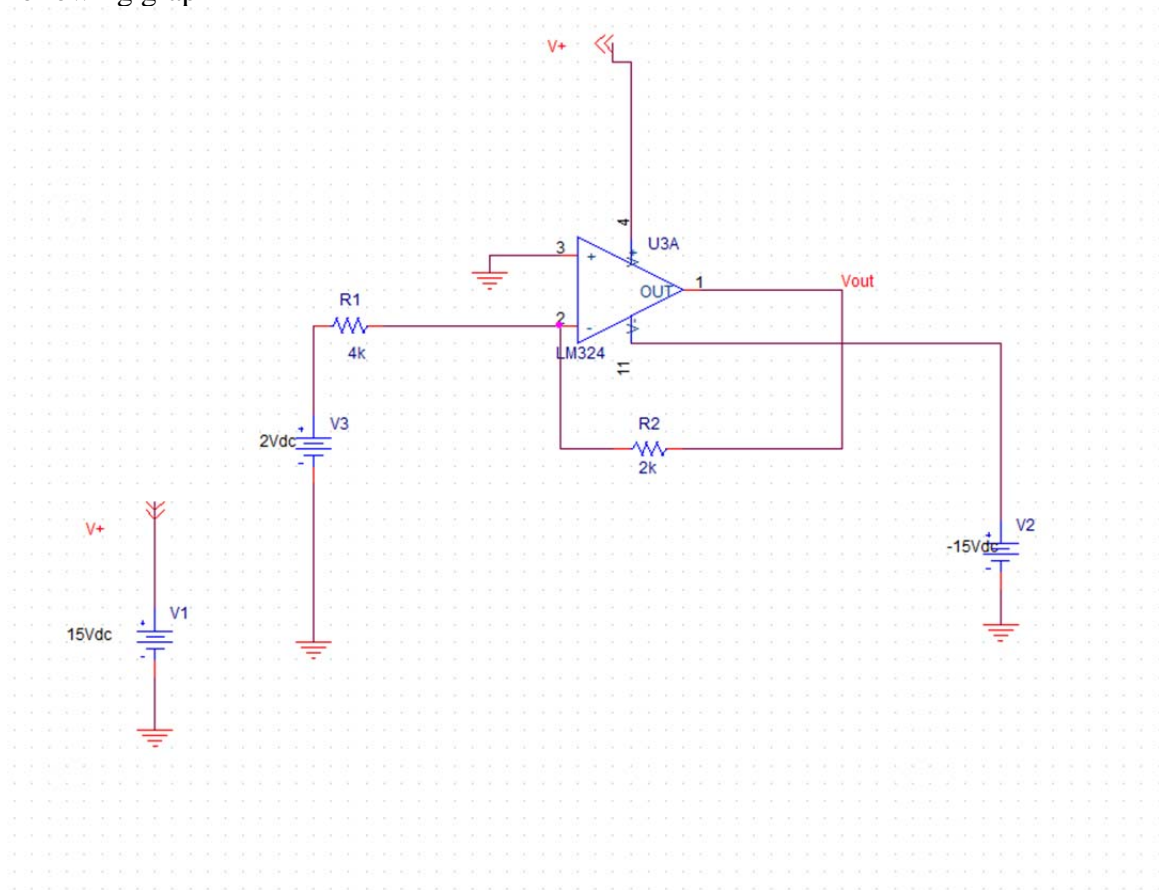 V+
4
U3A
3
+
V+
OUT
1
Vout
R1
2
-
V-
4k
LM324
11
R2
V3
+
2Vdc
-
2k
V+
V2
+
-15Vdc
-
V1
+
15Vdc
-